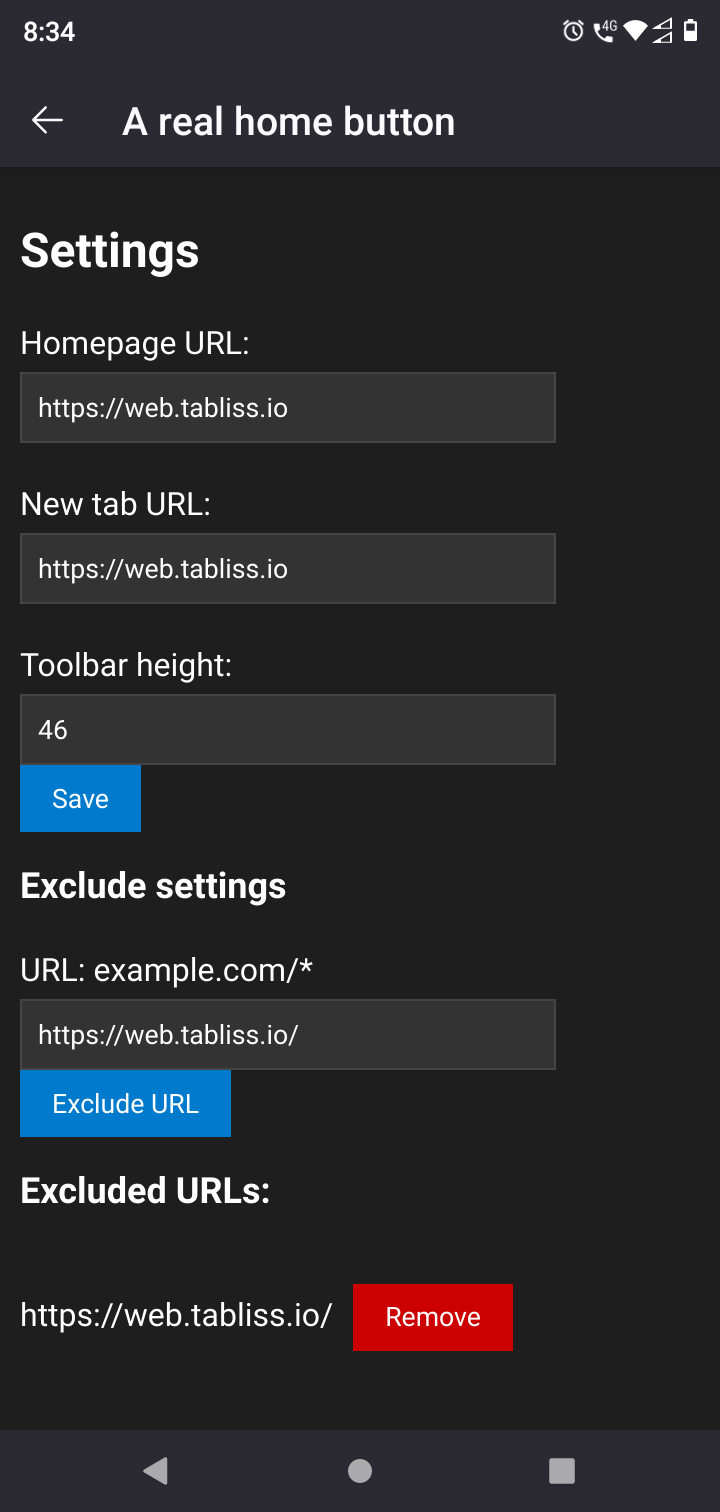 8:34
4G
A real home button
Settings
Homepage URL:
https://web.tabliss.io
New tab URL:
https://web.tabliss.io
Toolbar height:
46
Save
Exclude settings
URL: example.com/*
https://web.tabliss.io/
Exclude URL
Excluded URLs:
https://web.tabliss.io/ Remove